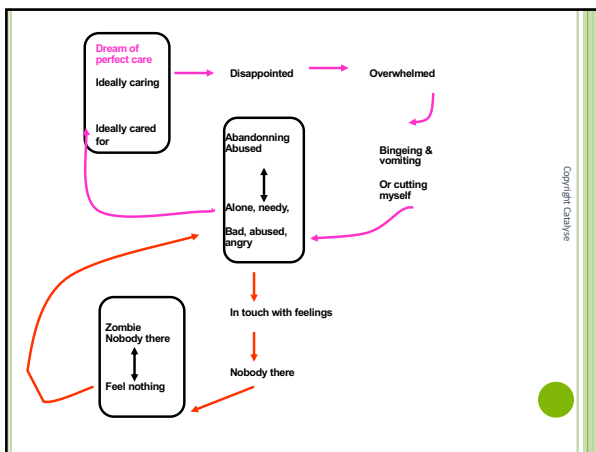 Dream of
perfect care
Ideally caring
Ideally cared
for
Disappointed
Overwhelmed
Bingeing &
vomiting
Or cutting
myself
Abandonning
Abused
Alone, needy,
Bad, abused,
angry
In touch with feelings
Nobody there
Zombie
Nobody there
Feel nothing
Copyright Catalyse